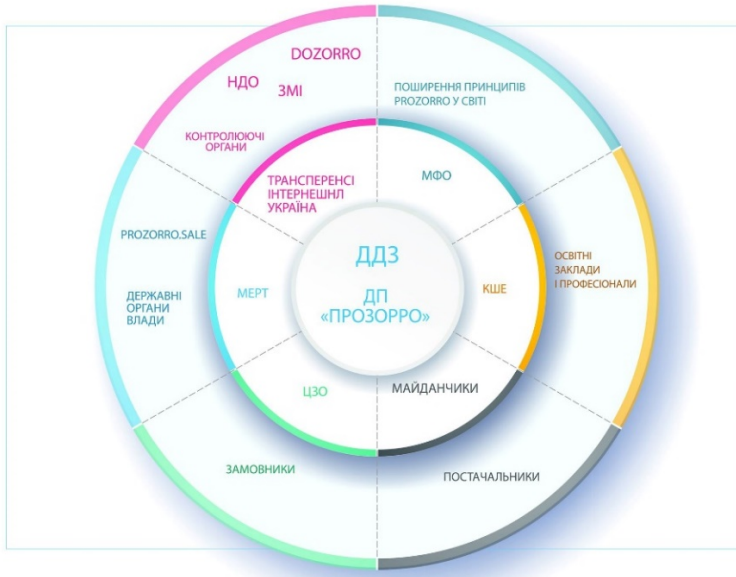 DOZORRO
НДО
ЗМІ
КОНТРОЛЮЮЧІ
ОРГАНИ
ПОШИРЕННЯ ПРИНЦИПІВ
PROZORRO У СВІТІ
ТРАНСПЕРЕНСІ
ІНТЕРНЕШНЛ
УКРАЇНА
МФО
PROZORRO.SALE
ДЕРЖАВНІ
ОРГАНИ
ВЛАДИ
МЕРТ
ДДЗ
ДП
«ПРОЗОРРО»
КШЕ
ОСВІТНІ
ЗАКЛАДИ
І ПРОФЕСІОНАЛИ
ЦЗО
МАЙДАНЧИКИ
ЗАМОВНИКИ
ПОСТАЧАЛЬНИКИ